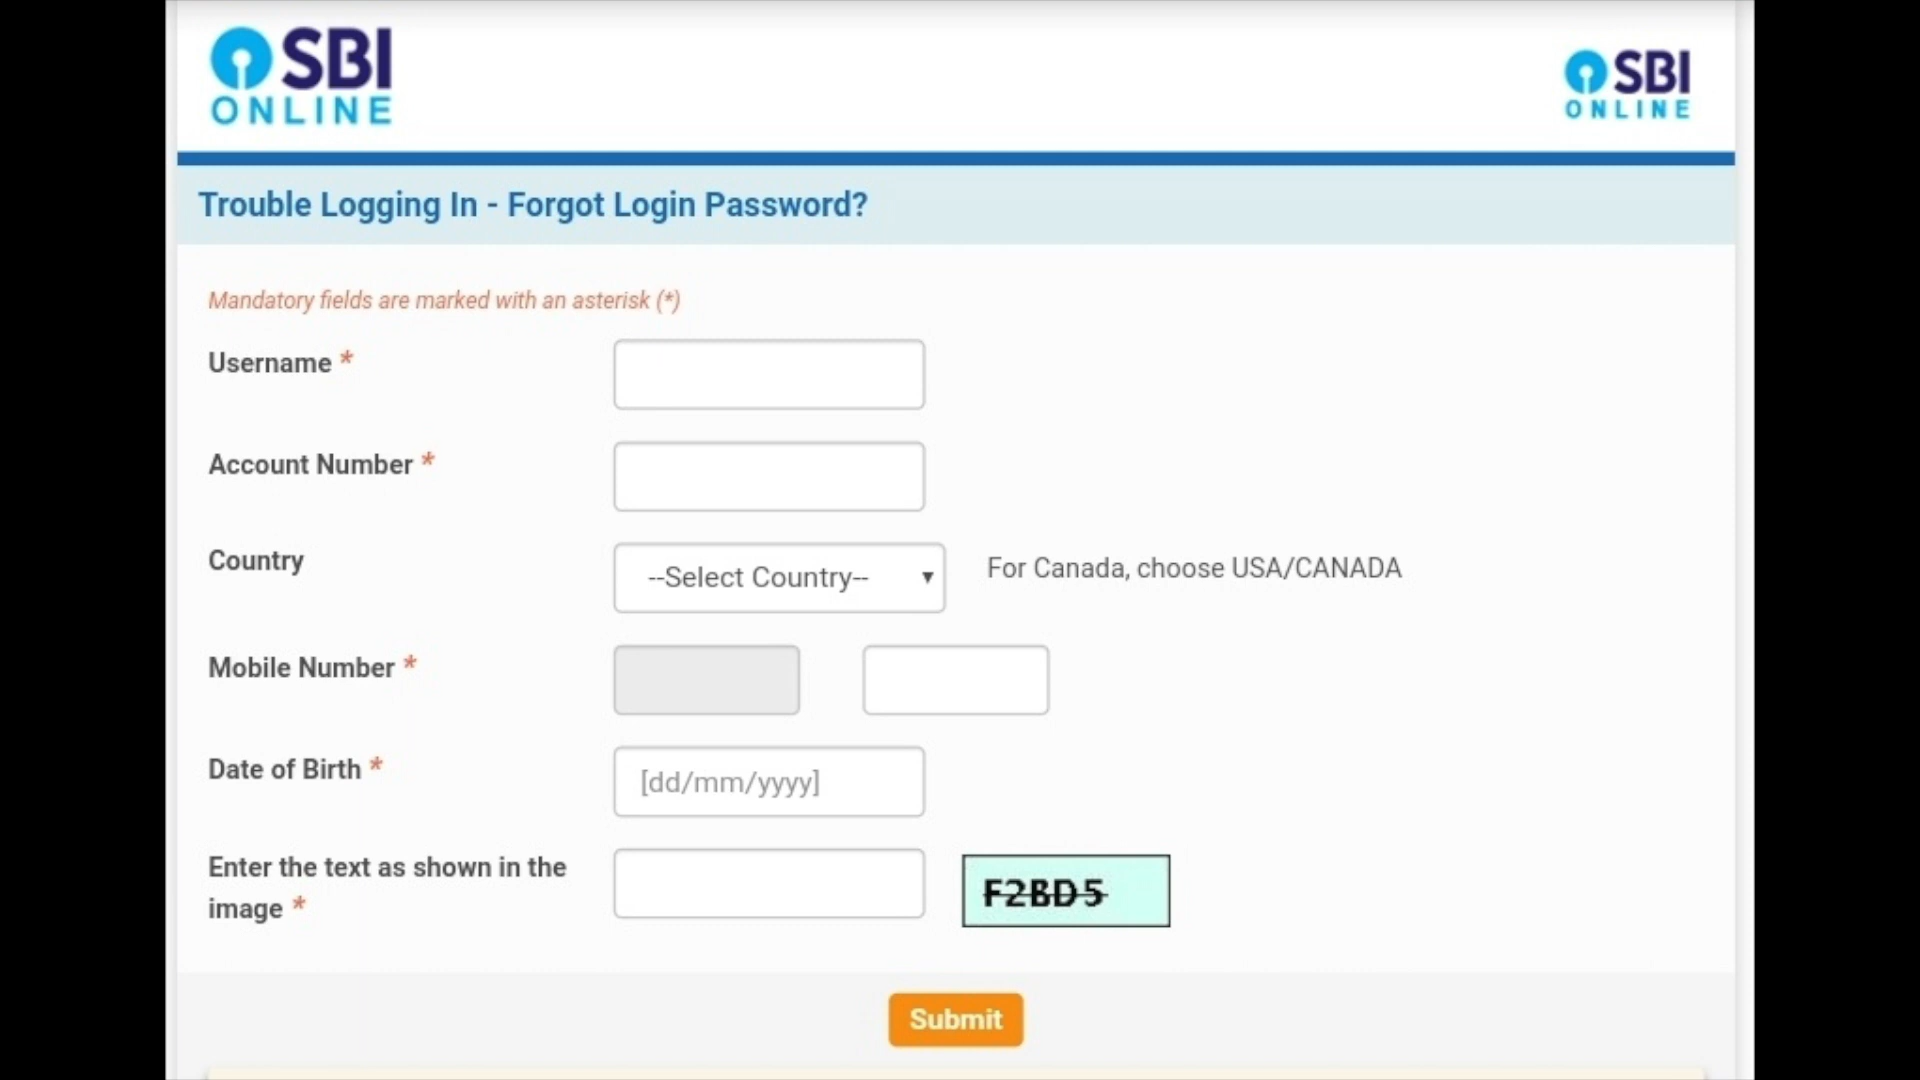 SBI
ONLINE
SBI
ONLINE
Trouble Logging In - Forgot Login Password?
Mandatory fields are marked with an asterisk (*)
Username *
Account Number *
Country
--Select Country--
For Canada, choose USA/CANADA
Mobile Number *
Date of Birth *
[dd/mm/yyyy]
Enter the text as shown in the
image *
F2BD5
Submit